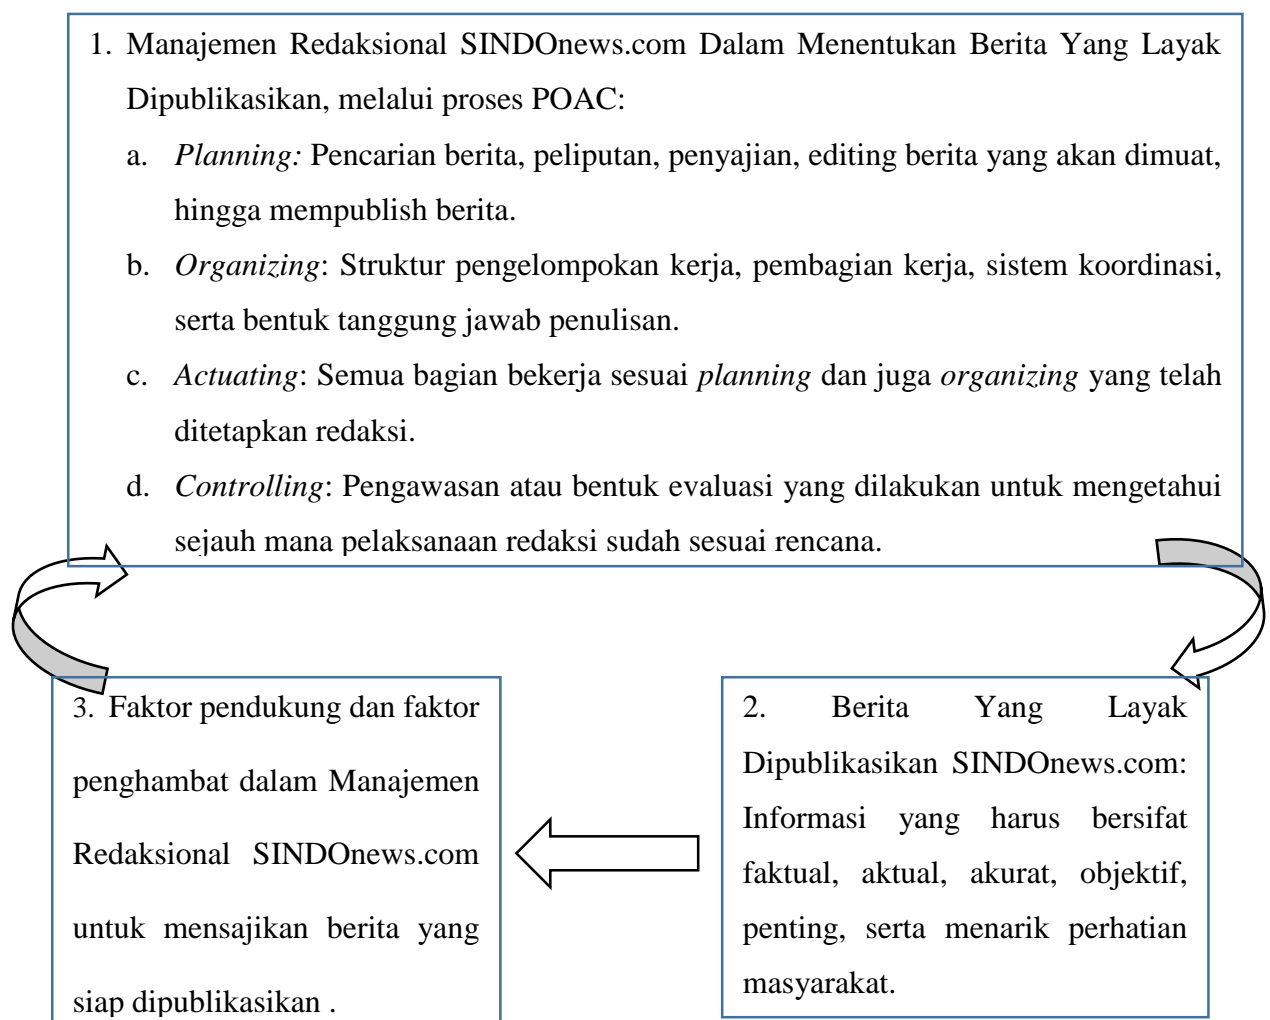 1. Manajemen Redaksional SINDOnews.com Dalam Menentukan Berita Yang Layak
Dipublikasikan, melalui proses POAC:
a. Planning: Pencarian berita, peliputan, penyajian, editing berita yang akan dimuat,
hingga mempublish berita.
b. Organizing: Struktur pengelompokan kerja, pembagian kerja, sistem koordinasi,
serta bentuk tanggung jawab penulisan.
c. Actuating: Semua bagian bekerja sesuai planning dan juga organizing yang telah
ditetapkan redaksi.
d. Controlling: Pengawasan atau bentuk evaluasi yang dilakukan untuk mengetahui
sejauh mana pelaksanaan redaksi sudah sesuai rencana.
3. Faktor pendukung dan faktor
penghambat dalam Manajemen
Redaksional SINDOnews.com
untuk mensajikan berita yang
siap dipublikasikan .
2. Berita Yang Layak
Dipublikasikan SINDOnews.com:
Informasi yang harus bersifat
faktual, aktual, akurat, objektif,
penting, serta menarik perhatian
masyarakat.